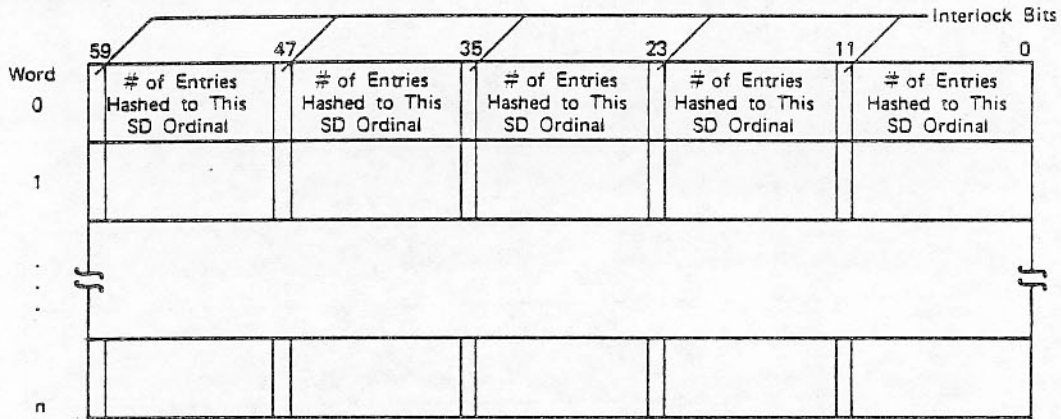 Interlock Bits
59 47 35 23 11 0
Word
0
# of Entries
Hashed to This
SD Ordinal
# of Entries
Hashed to This
SD Ordinal
# of Entries
Hashed to This
SD Ordinal
# of Entries
Hashed to This
SD Ordinal
# of Entries
Hashed to This
SD Ordinal
1
.
.
.
n